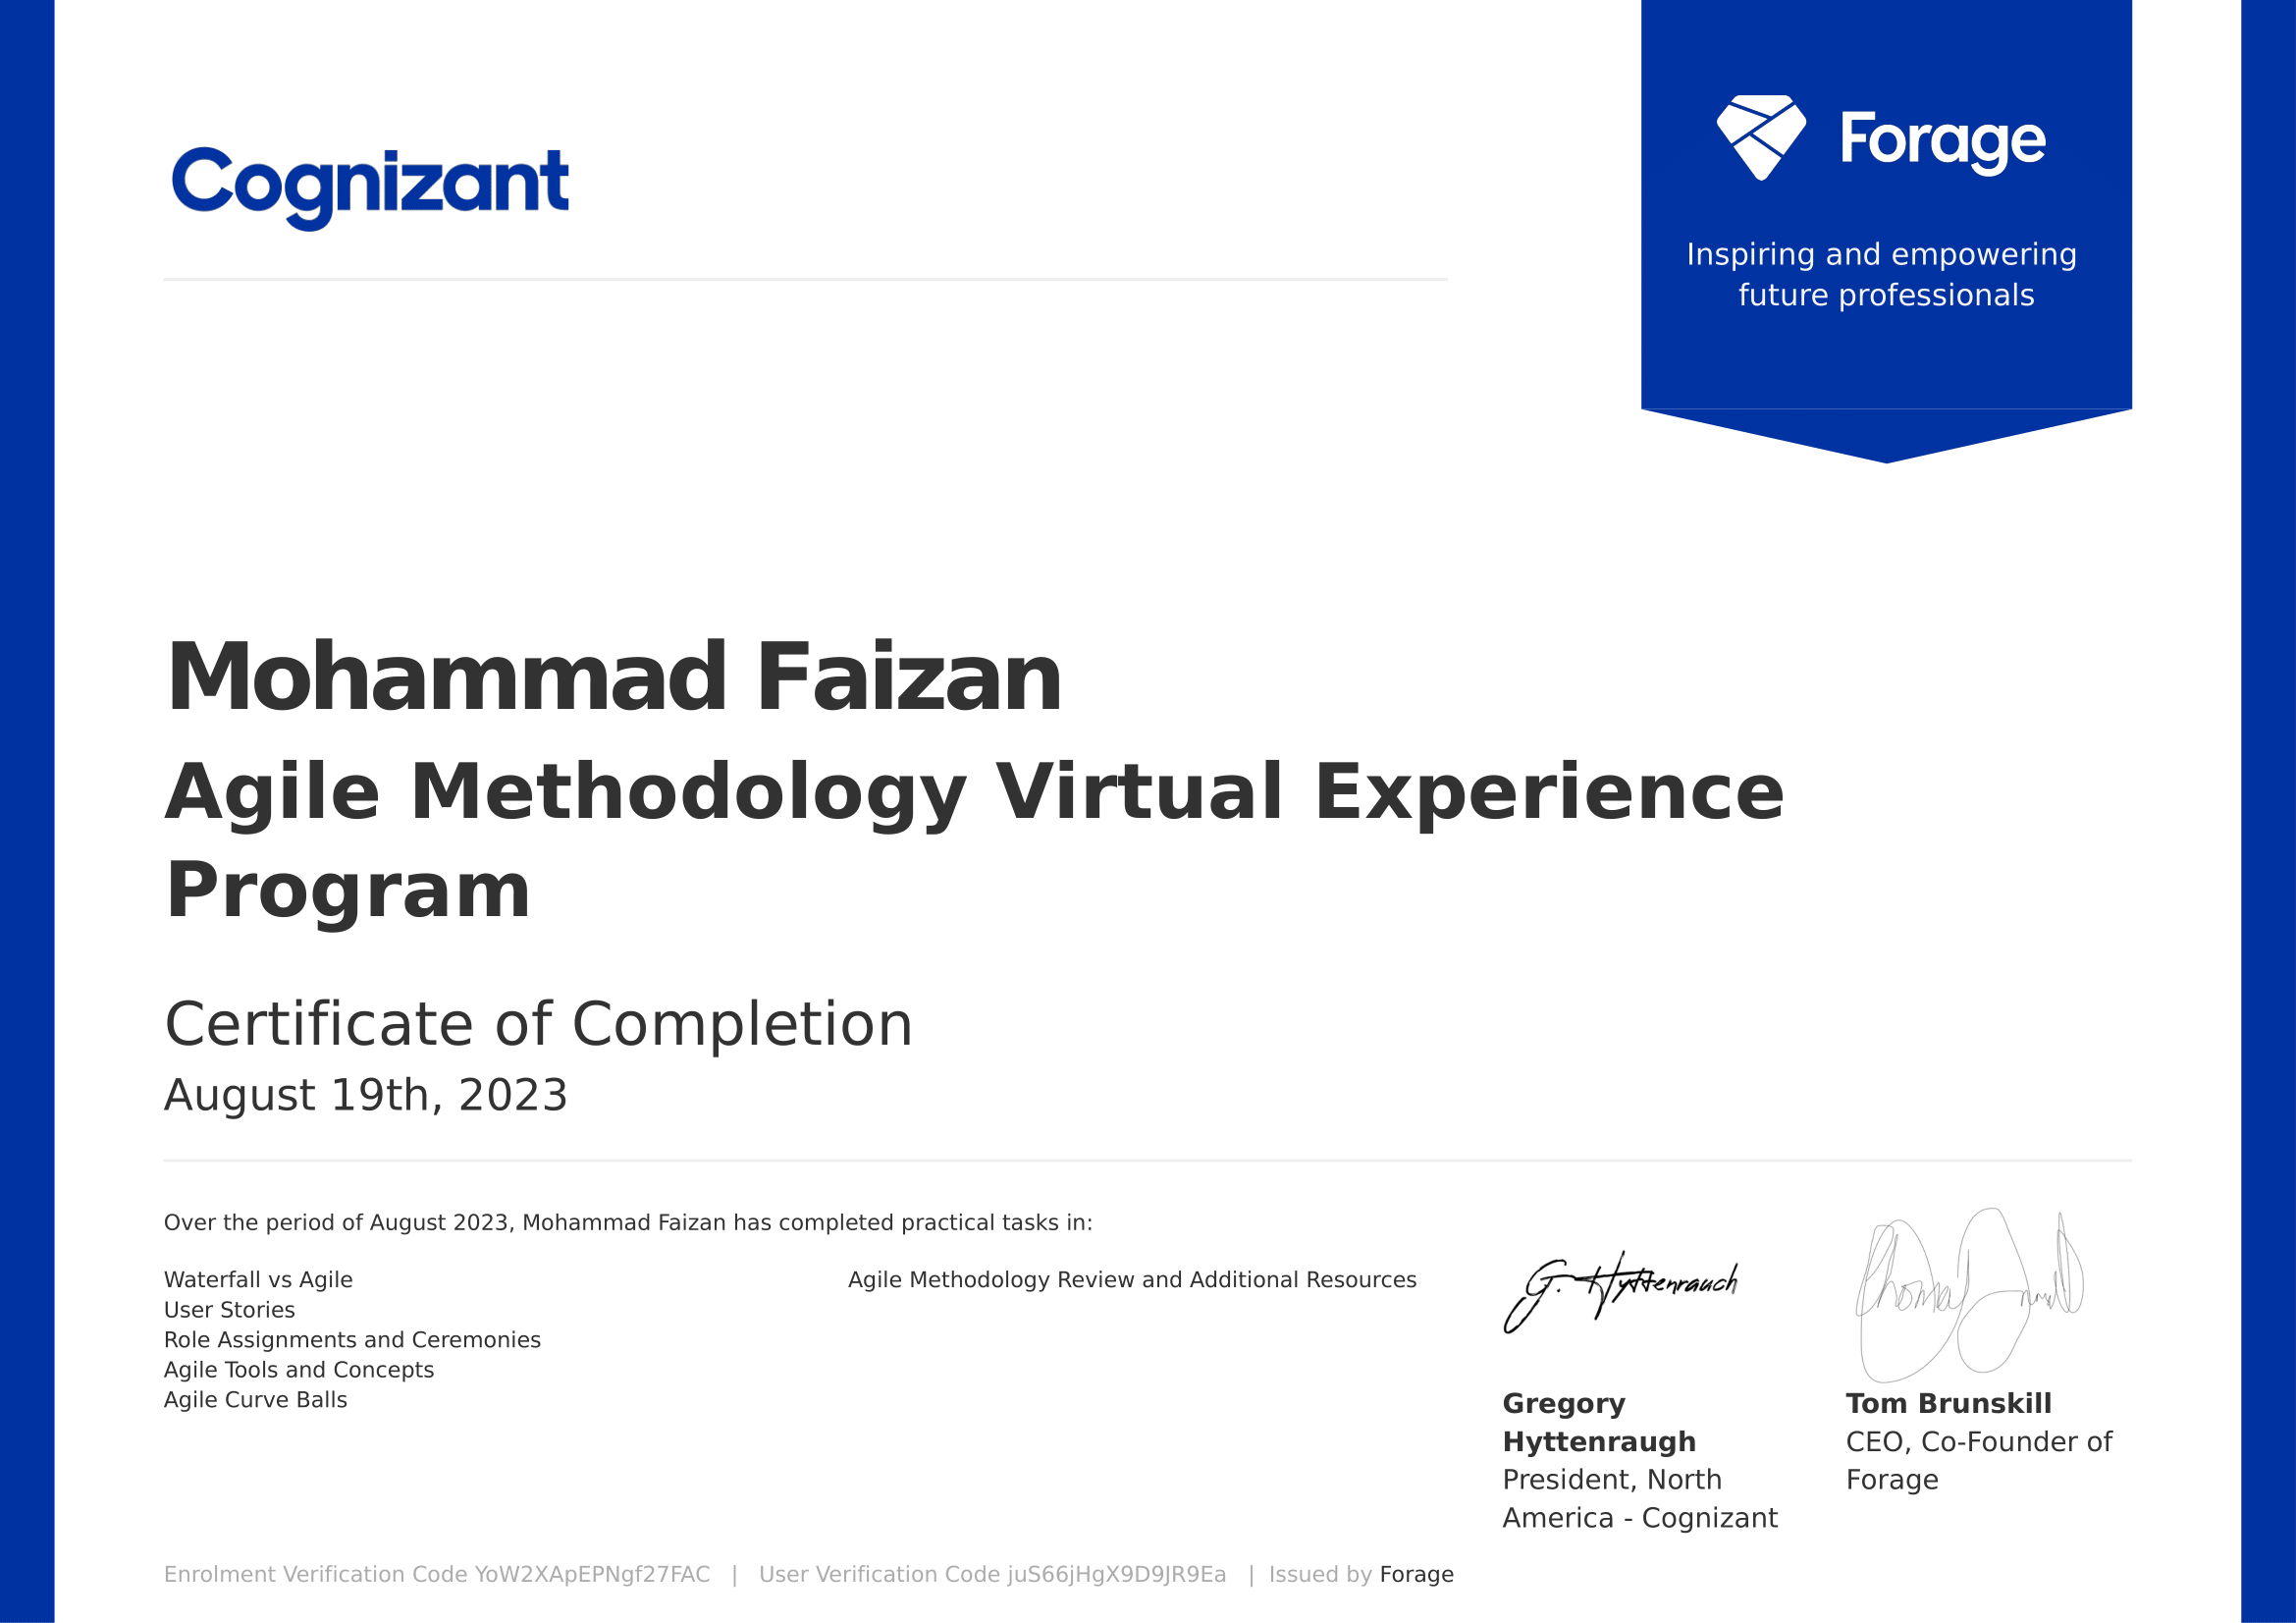 Cognizant
Forage
Inspiring and empowering
future professionals
Mohammad Faizan
Agile Methodology Virtual Experience
Program
Certificate of Completion
August 19th, 2023
Over the period of August 2023, Mohammad Faizan has completed practical tasks in:
Waterfall vs Agile
User Stories
Role Assignments and Ceremonies
Agile Tools and Concepts
Agile Curve Balls
Agile Methodology Review and Additional Resources
G. Hyttenrauch
Gregory
Hyttenraugh
President, North
America - Cognizant
Tom Brunskill
CEO, Co-Founder of
Forage
Enrolment Verification Code YoW2XApEPNgf27FAC | User Verification Code juS66jHgX9D9JR9Ea | Issued by Forage